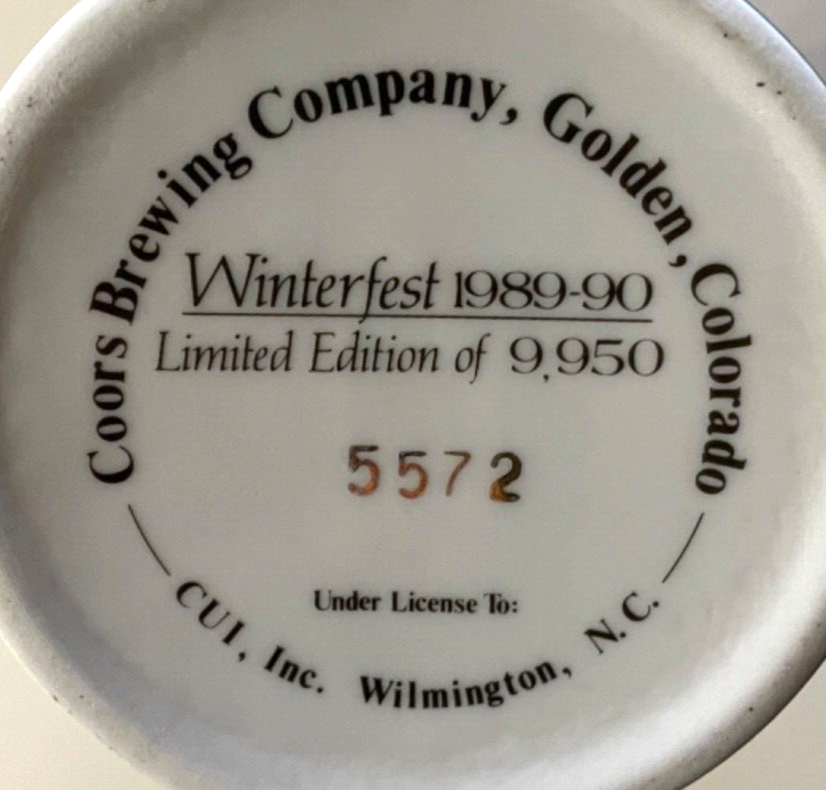 Coors Brewing Company, Golden, Colorado
Winterfest 1989-90
Limited Edition of 9,950
5572
Under License To:
CUI, Inc. Wilmington, N.C.